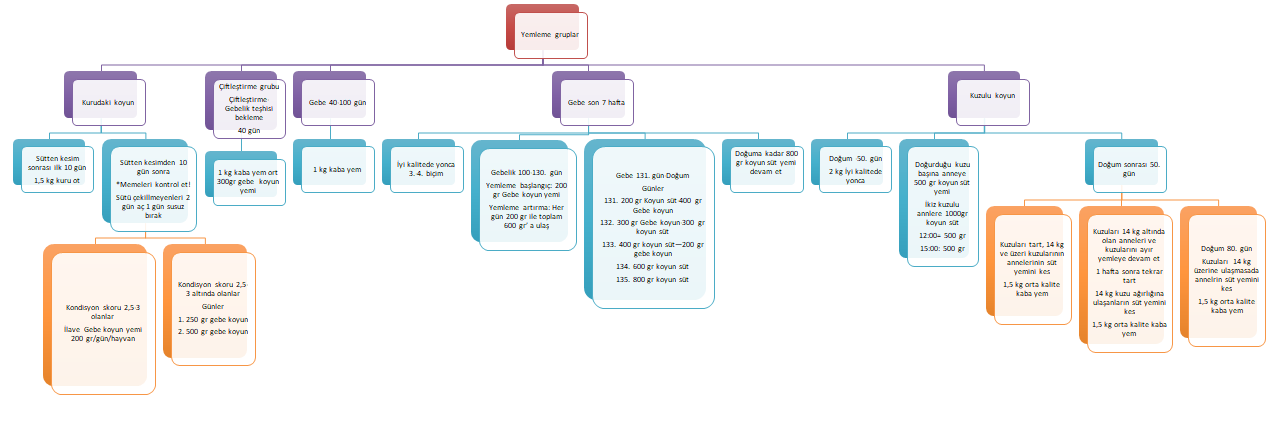 Yemleme gruplar
Kurudaki koyun
Çiftleştirme grubu
Çiftleştirme-
Gebelik teşhisi
bekleme
40 gün
Gebe 40-100 gün
Gebe son 7 hafta
Kuzulu koyun
Sütten kesim
sonrası ilk 10 gün
1,5 kg kuru ot
Sütten kesimden 10
gün sonra
*Memeleri kontrol et!
Sütü çekilmeyenleri 2
gün aç 1 gün susuz
bırak
1 kg kaba yem ort
300gr gebe koyun
yemi
1 kg kaba yem
İyi kalitede yonca
3. 4. biçim
Gebelik 100-130. gün
Yemleme başlangıç: 200
gr Gebe koyun yemi
Yemleme artırma: Her
gün 200 gr ile toplam
600 gr' a ulaş
Gebe 131. gün-Doğum
Günler
131. 200 gr Koyun süt 400 gr
Gebe koyun
132. 300 gr Gebe koyun-300 gr
koyun süt
133. 400 gr koyun süt—200 gr
gebe koyun
134. 600 gr koyun süt
135. 800 gr koyun süt
Doğuma kadar 800
gr koyun süt yemi
devam et
Doğum -50. gün
2 kg İyi kalitede
yonca
Doğurduğu kuzu
başına anneye
500 gr koyun süt
yemi
İkiz kuzulu
annlere 1000gr
koyun süt
12:00= 500 gr
15:00: 500 gr
Doğum sonrası 50.
gün
Kondisyon skoru 2,5-3
olanlar
İlave Gebe koyun yemi
200 gr/gün/hayvan
Kondisyon skoru 2,5-
3 altında olanlar
Günler
1. 250 gr gebe koyun
2. 500 gr gebe koyun
Kuzuları tart, 14 kg
ve üzeri kuzularının
annelerinin süt
yemini kes
1,5 kg orta kalite
kaba yem
Kuzuları 14 kg altında
olan anneleri ve
kuzularını ayır
yemleye devam et
1 hafta sonra tekrar
tart
14 kg kuzu ağırlığına
ulaşanların süt yemini
kes
1,5 kg orta kalite kaba
yem
Doğum 80. gün
Kuzuları 14 kg
üzerine ulaşmasada
annelrin süt yemini
kes
1,5 kg orta kalite
kaba yem